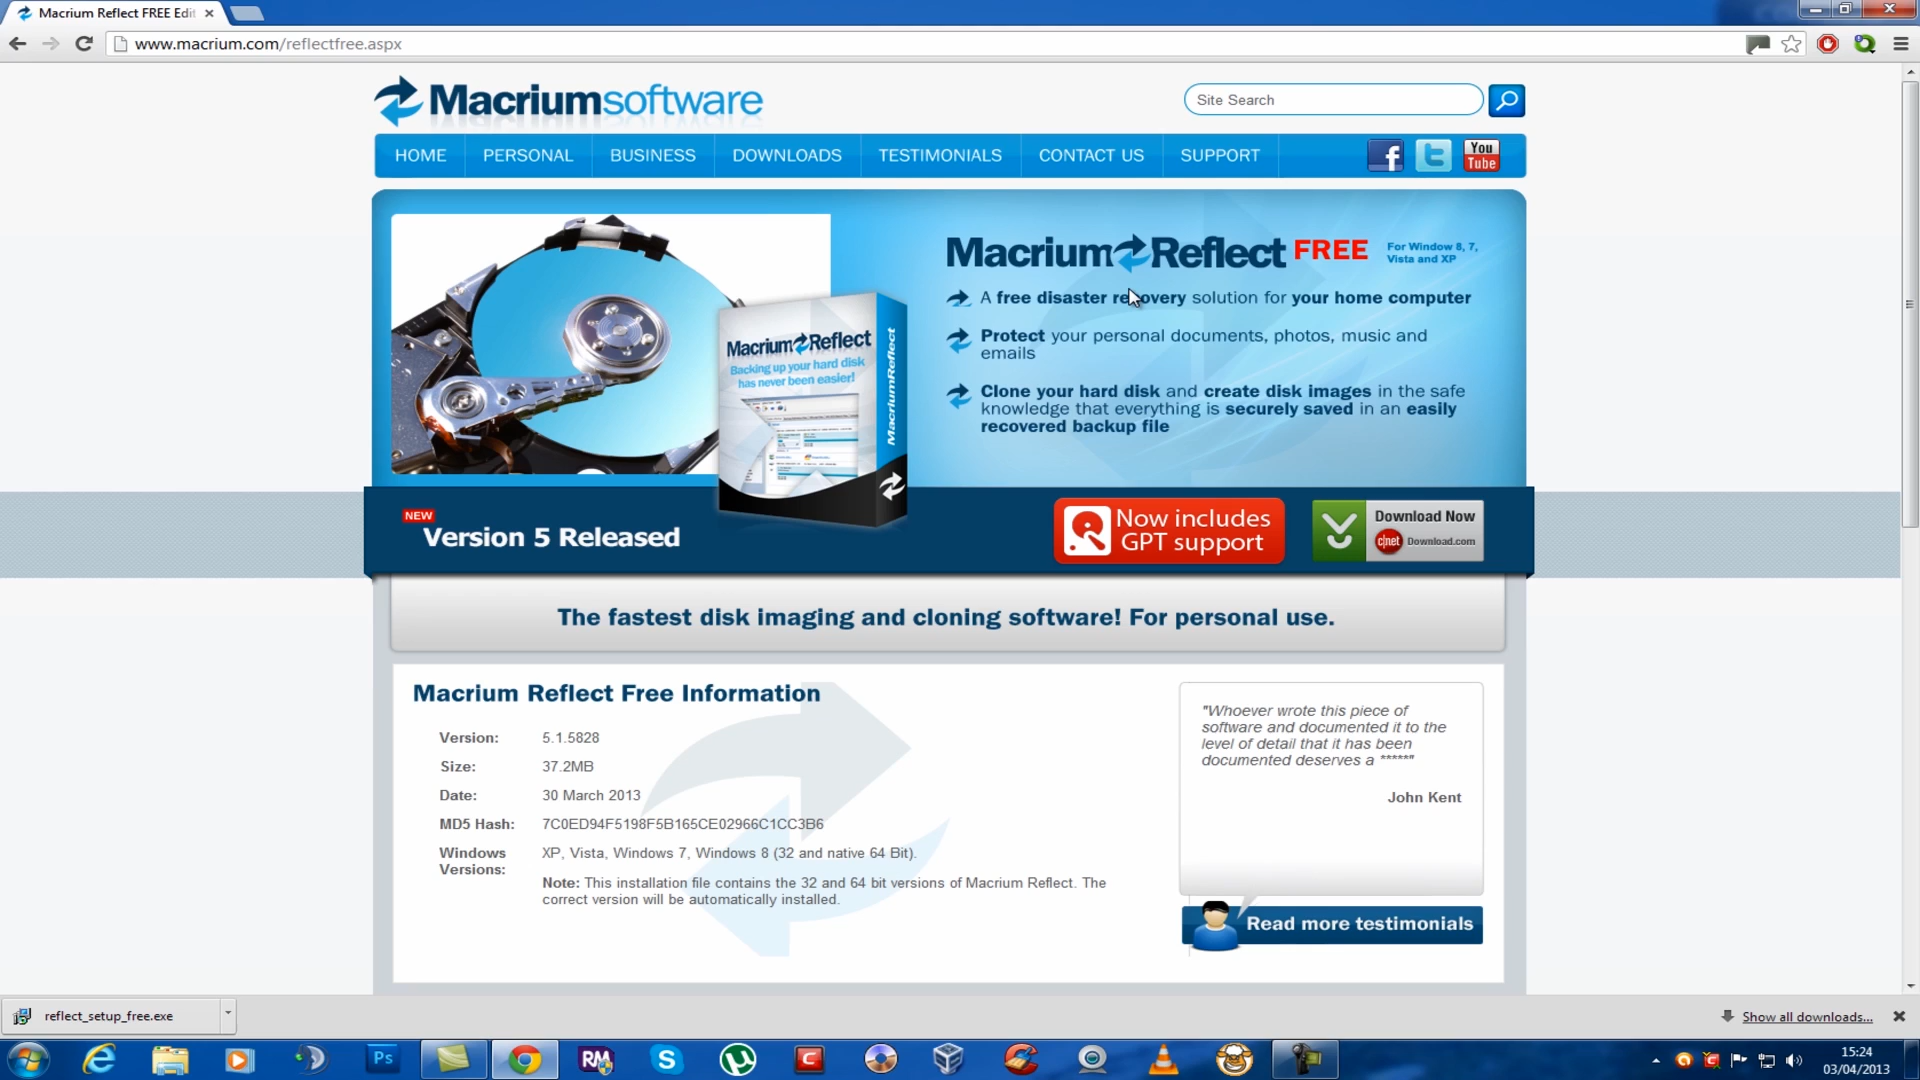 Macrium Reflect FREE Edit
www.macrium.com/reflectfree.aspx
Macriumsoftware
Site Search
HOME PERSONAL BUSINESS DOWNLOADS TESTIMONIALS CONTACT US SUPPORT
f t You Tube
Macrium Reflect FREE
For Window 8, 7,
Vista and XP
A free disaster recovery solution for your home computer
Protect your personal documents, photos, music and
emails
Clone your hard disk and create disk images in the safe
knowledge that everything is securely saved in an easily
recovered backup file
Macrium Reflect
Backing up your hard disk
has never been easier!
MacriumReflect
NEW
Version 5 Released
Now includes
GPT support
Download Now
c|net Download.com
The fastest disk imaging and cloning software! For personal use.
Macrium Reflect Free Information
Version: 5.1.5828
Size: 37.2MB
Date: 30 March 2013
MD5 Hash: 7C0ED94F5198F5B165CE02966C1CC3B6
Windows
Versions:
XP, Vista, Windows 7, Windows 8 (32 and native 64 Bit).
Note: This installation file contains the 32 and 64 bit versions of Macrium Reflect. The
correct version will be automatically installed.
"Whoever wrote this piece of
software and documented it to the
level of detail that it has been
documented deserves a *****"
John Kent
Read more testimonials
reflect_setup_free.exe
Show all downloads...
Ps
RM
S
15:24
03/04/2013